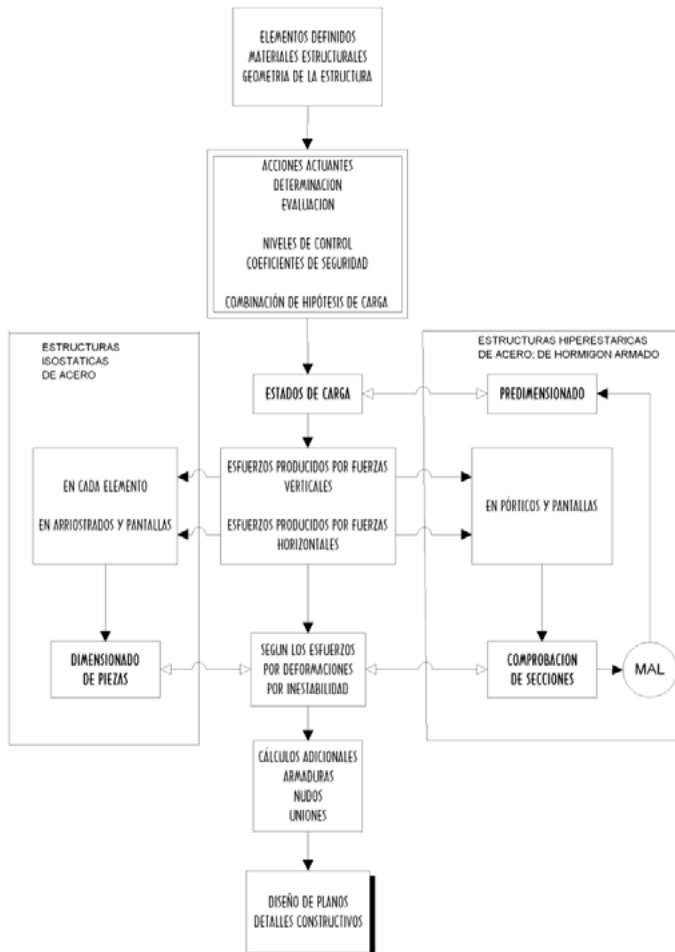 ELEMENTOS DEFINIDOS
MATERIALES ESTRUCTURALES
GEOMETRIA DE LA ESTRUCTURA
ACCIONES ACTUANTES
DETERMINACION
EVALUACION
NIVELES DE CONTROL
COEFICIENTES DE SEGURIDAD
COMBINACIÓN DE HIPÓTESIS DE CARGA
ESTRUCTURAS
ISOSTATICAS
DE ACERO
ESTRUCTURAS HIPERESTARICAS
DE ACERO; DE HORMIGON ARMADO
ESTADOS DE CARGA
PREDIMENSIONADO
EN CADA ELEMENTO
EN ARRIOSTRADOS Y PANTALLAS
ESFUERZOS PRODUCIDOS POR FUERZAS
VERTICALES
ESFUERZOS PRODUCIDOS POR FUERZAS
HORIZONTALES
EN PÓRTICOS Y PANTALLAS
DIMENSIONADO
DE PIEZAS
SEGUN LOS ESFUERZOS
POR DEFORMACIONES
POR INESTABILIDAD
COMPROBACION
DE SECCIONES
MAL
CÁLCULOS ADICIONALES
ARMADURAS
NUDOS
UNIONES
DISEÑO DE PLANOS
DETALLES CONSTRUCTIVOS